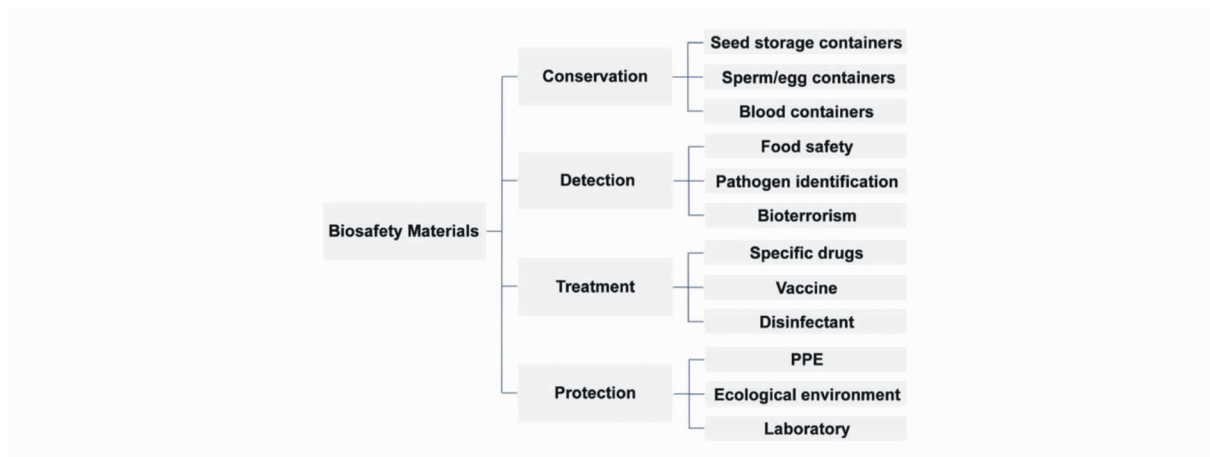 Biosafety Materials
Conservation
Seed storage containers
Sperm/egg containers
Blood containers
Detection
Food safety
Pathogen identification
Bioterrorism
Treatment
Specific drugs
Vaccine
Disinfectant
Protection
PPE
Ecological environment
Laboratory